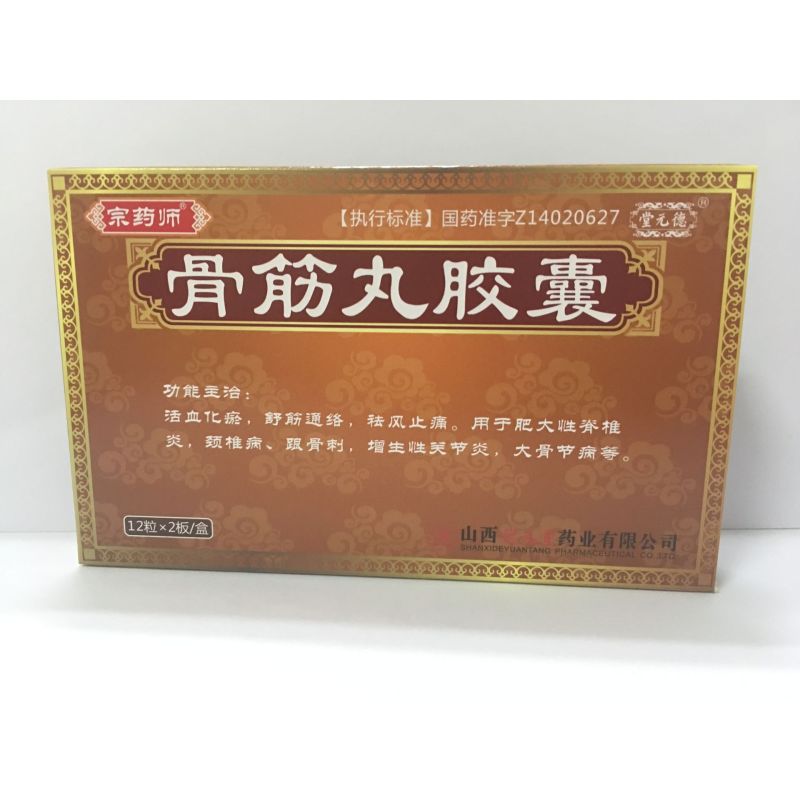 宗药师®
【执行标准】国药准字Z14020627
堂元德®
骨筋丸胶囊
功能主治:
活血化瘀,舒筋通络,祛风止痛。用于肥大性脊椎
炎,颈椎病、跟骨刺,增生性关节炎,大骨节病等。
12粒×2板/盒
山西 药业有限公司
SHANXIDEYUANTANG PHARMACEUTICAL CO.,LTD.